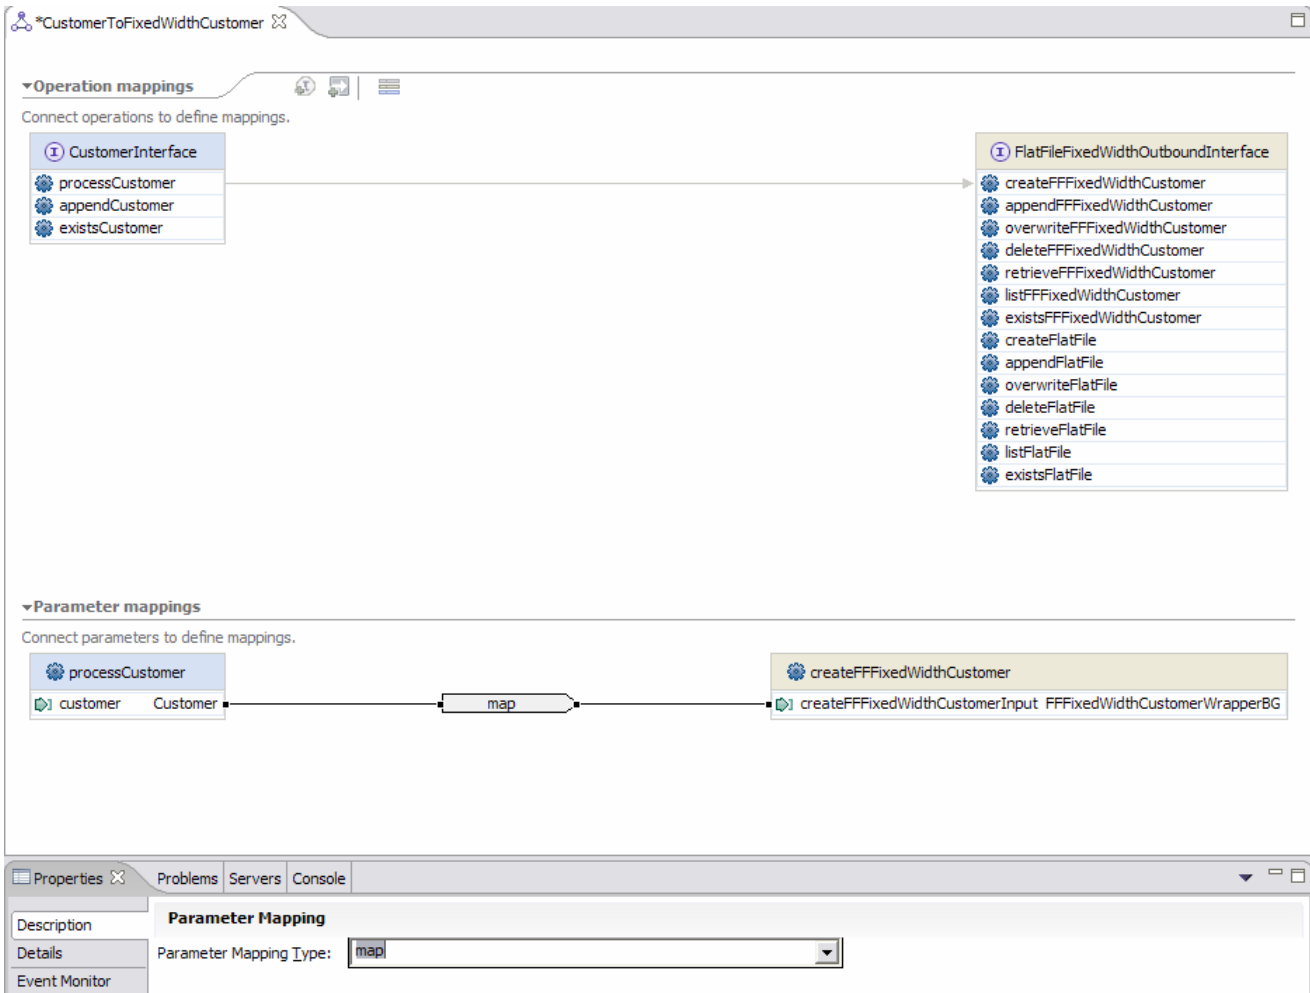 *CustomerToFixedWidthCustomer
Operation mappings
Connect operations to define mappings.
CustomerInterface
processCustomer
appendCustomer
existsCustomer
FlatFileFixedWidthOutboundInterface
createFFFixedWidthCustomer
appendFFFixedWidthCustomer
overwriteFFFixedWidthCustomer
deleteFFFixedWidthCustomer
retrieveFFFixedWidthCustomer
listFFFixedWidthCustomer
existsFFFixedWidthCustomer
createFlatFile
appendFlatFile
overwriteFlatFile
deleteFlatFile
retrieveFlatFile
listFlatFile
existsFlatFile
Parameter mappings
Connect parameters to define mappings.
processCustomer
customer Customer
map
createFFFixedWidthCustomer
createFFFixedWidthCustomerInput FFFixedWidthCustomerWrapperBG
Properties Problems Servers Console
Description
Details
Event Monitor
Parameter Mapping
Parameter Mapping Type: map